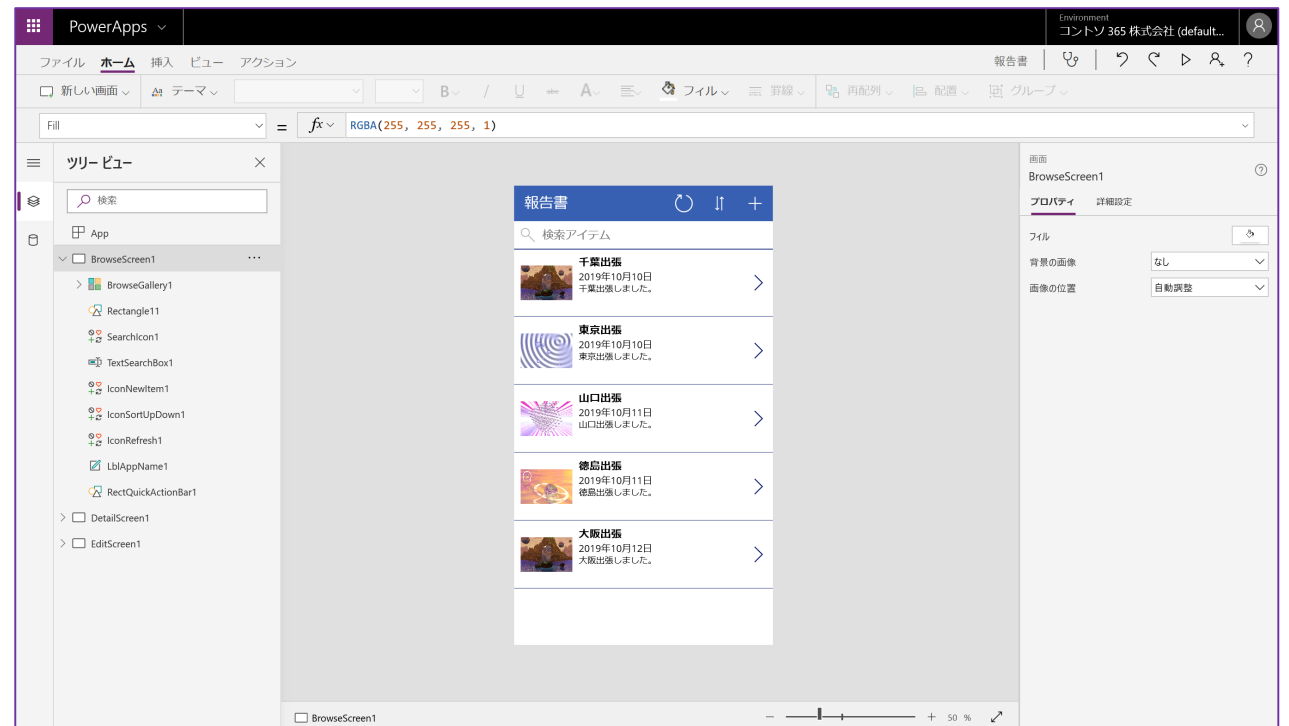 PowerApps
Environment
コントソ 365 株式会社 (default...
ファイル ホーム 挿入 ビュー アクション
報告書
新しい画面 テーマ B / U abc A フィル 罫線 再配列 配置 グループ
Fill = fx RGBA(255, 255, 255, 1)
ツリー ビュー
検索
App
BrowseScreen1 ...
BrowseGallery1
Rectangle11
SearchIcon1
TextSearchBox1
IconNewItem1
IconSortUpDown1
IconRefresh1
LblAppName1
RectQuickActionBar1
DetailScreen1
EditScreen1
報告書
検索アイテム
千葉出張
2019年10月10日
千葉出張しました。
東京出張
2019年10月10日
東京出張しました。
山口出張
2019年10月11日
山口出張しました。
徳島出張
2019年10月11日
徳島出張しました。
大阪出張
2019年10月12日
大阪出張しました。
BrowseScreen1
50 %
画面
BrowseScreen1
プロパティ 詳細設定
フィル
背景の画像 なし
画像の位置 自動調整